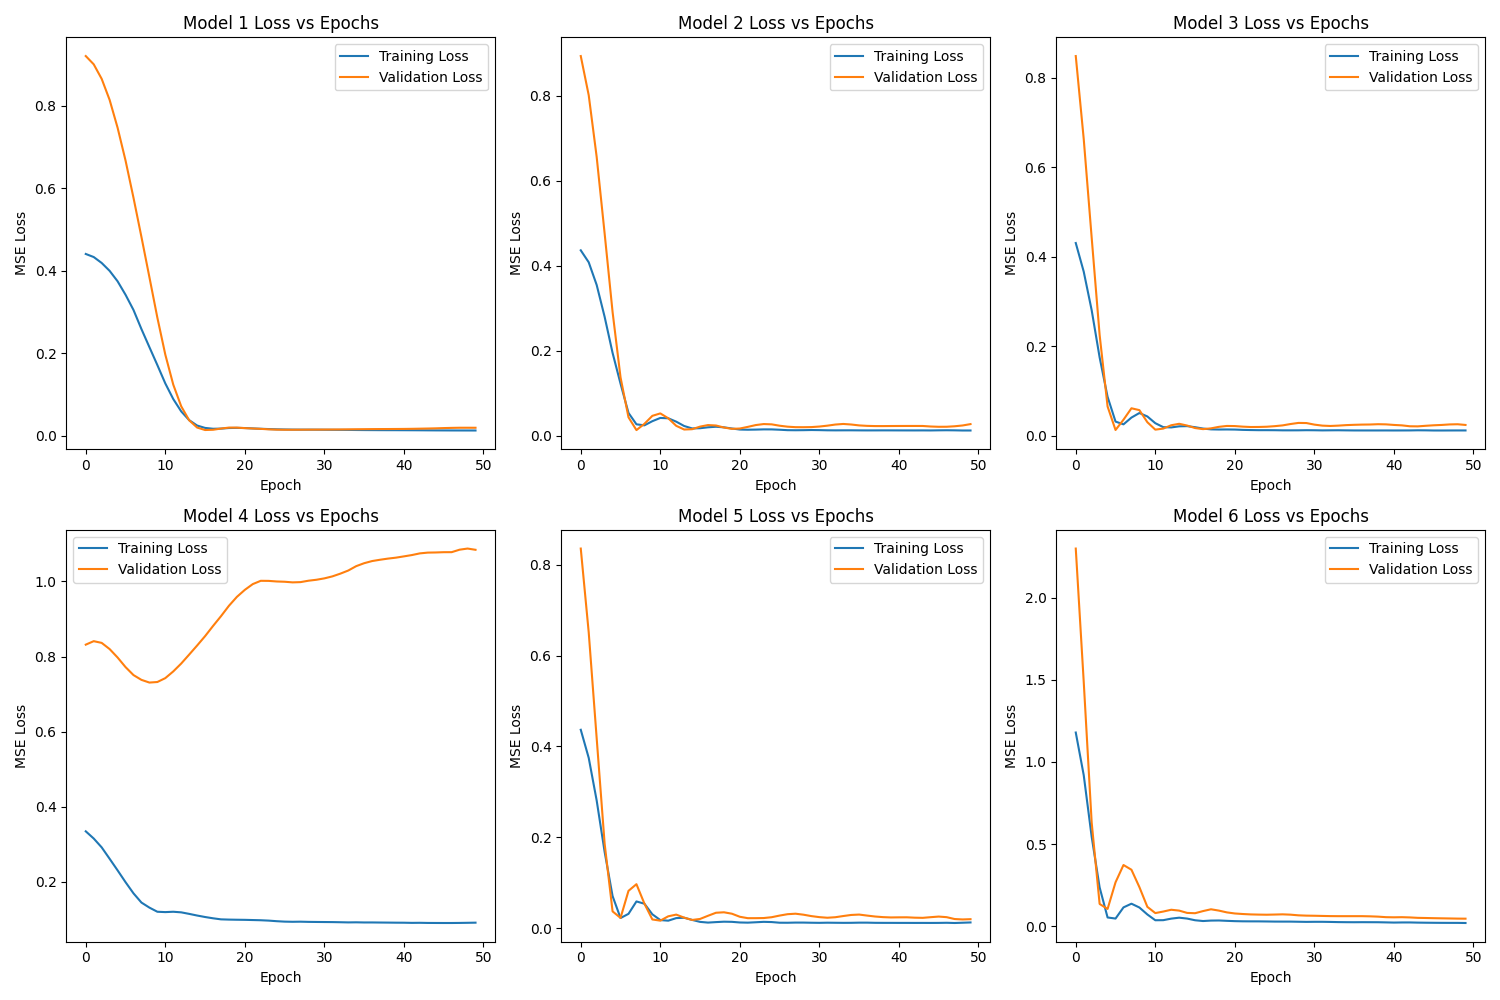 Model 1 Loss vs Epochs
Training Loss
Validation Loss
MSE Loss
0.8
0.6
0.4
0.2
0.0
0 10 20 30 40 50
Epoch
Model 2 Loss vs Epochs
Training Loss
Validation Loss
MSE Loss
0.8
0.6
0.4
0.2
0.0
0 10 20 30 40 50
Epoch
Model 3 Loss vs Epochs
Training Loss
Validation Loss
MSE Loss
0.8
0.6
0.4
0.2
0.0
0 10 20 30 40 50
Epoch
Model 4 Loss vs Epochs
Training Loss
Validation Loss
MSE Loss
1.0
0.8
0.6
0.4
0.2
0 10 20 30 40 50
Epoch
Model 5 Loss vs Epochs
Training Loss
Validation Loss
MSE Loss
0.8
0.6
0.4
0.2
0.0
0 10 20 30 40 50
Epoch
Model 6 Loss vs Epochs
Training Loss
Validation Loss
MSE Loss
2.0
1.5
1.0
0.5
0.0
0 10 20 30 40 50
Epoch